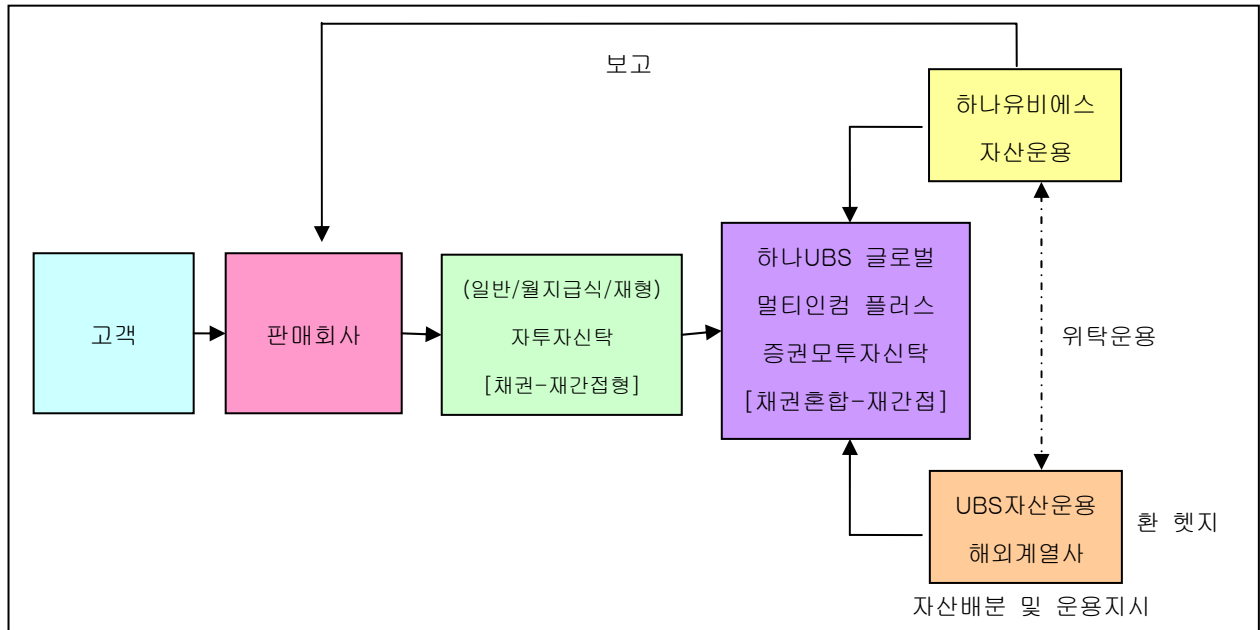 보고
하나유비에스
자산운용
고객
판매회사
(일반/월지급식/재형)
자투자신탁
[채권-재간접형]
하나UBS 글로벌
멀티인컴 플러스
증권모투자신탁
[채권혼합-재간접]
위탁운용
UBS자산운용
해외계열사
환 헷지
자산배분 및 운용지시